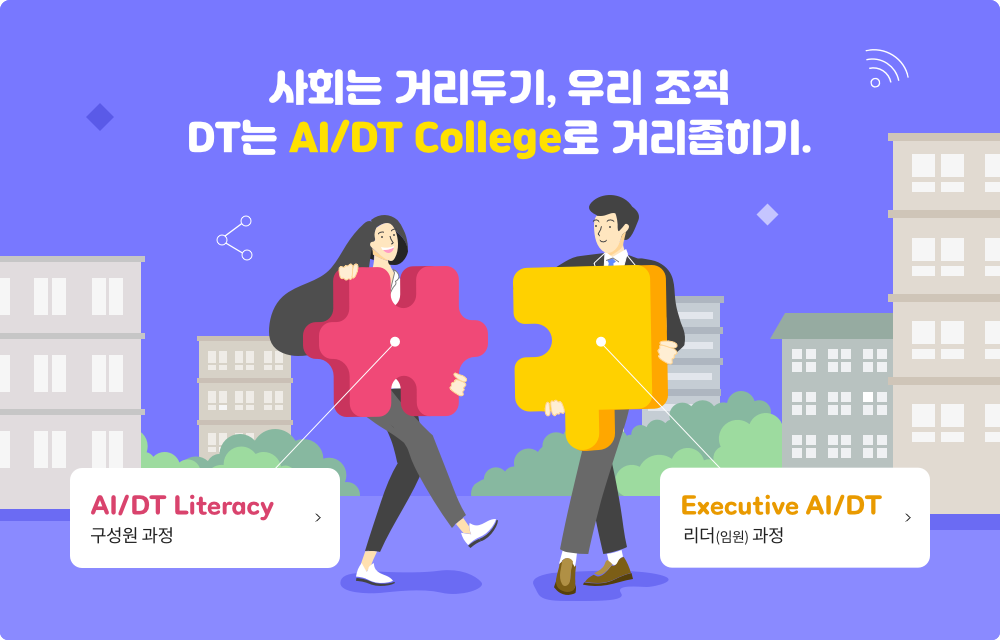 사회는 거리두기, 우리 조직
DT는 AI/DT College로 거리좁히기.
AI/DT Literacy
구성원 과정
Executive AI/DT
리더(임원) 과정